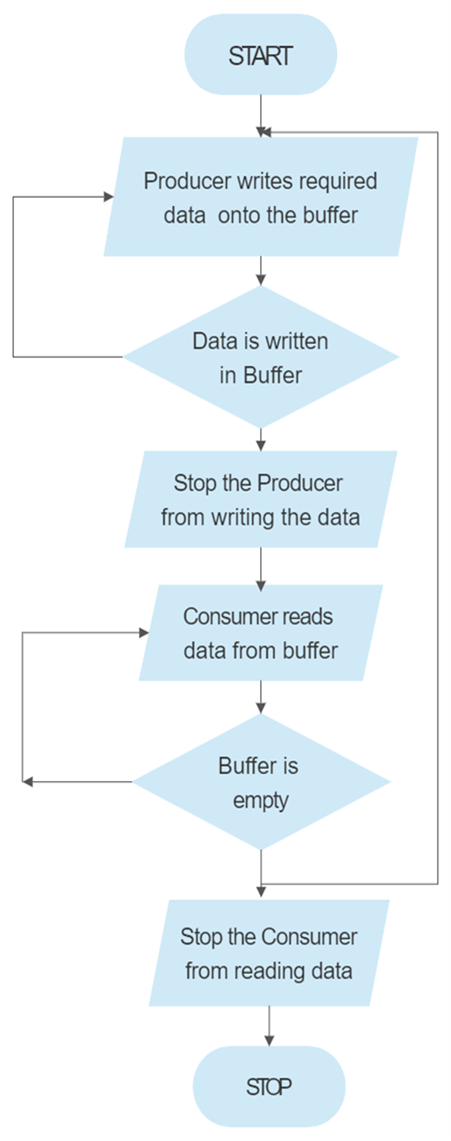 START
Producer writes required
data onto the buffer
Data is written
in Buffer
Stop the Producer
from writing the data
Consumer reads
data from buffer
Buffer is
empty
Stop the Consumer
from reading data
STOP